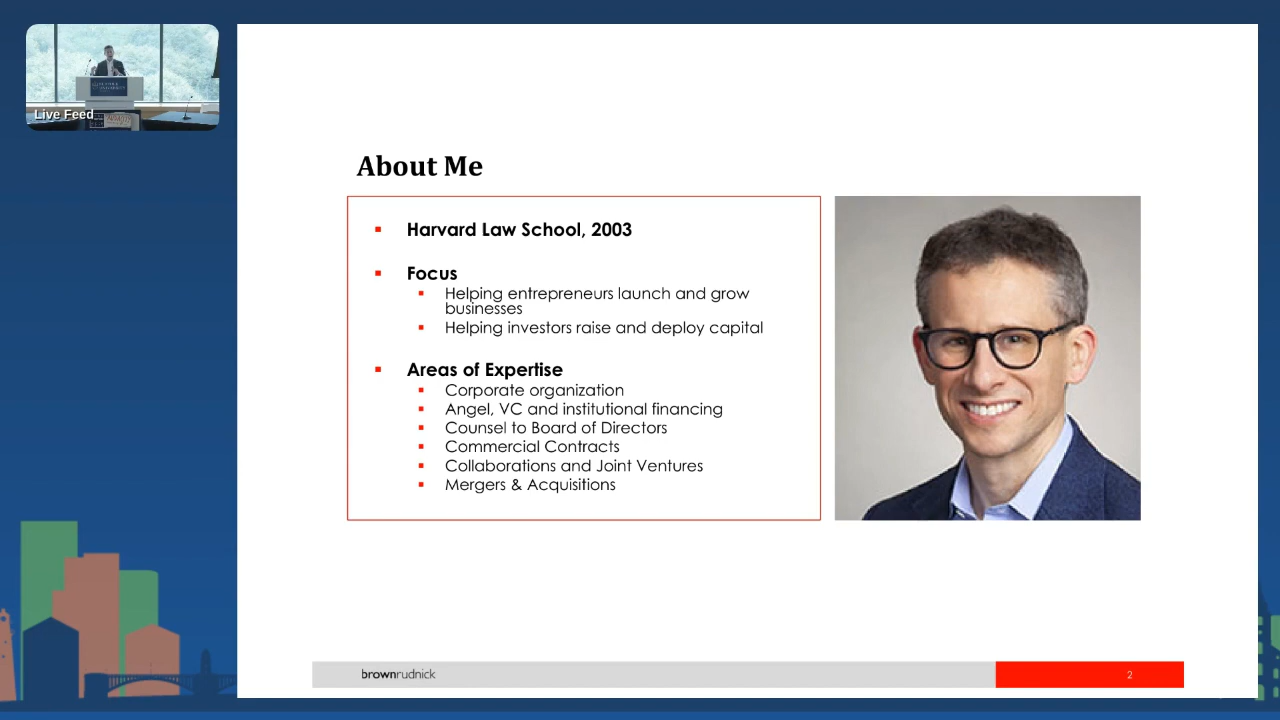 Live Feed
About Me
Harvard Law School, 2003
Focus
Helping entrepreneurs launch and grow
businesses
Helping investors raise and deploy capital
Areas of Expertise
Corporate organization
Angel, VC and institutional financing
Counsel to Board of Directors
Commercial Contracts
Collaborations and Joint Ventures
Mergers & Acquisitions
brownrudnick
2